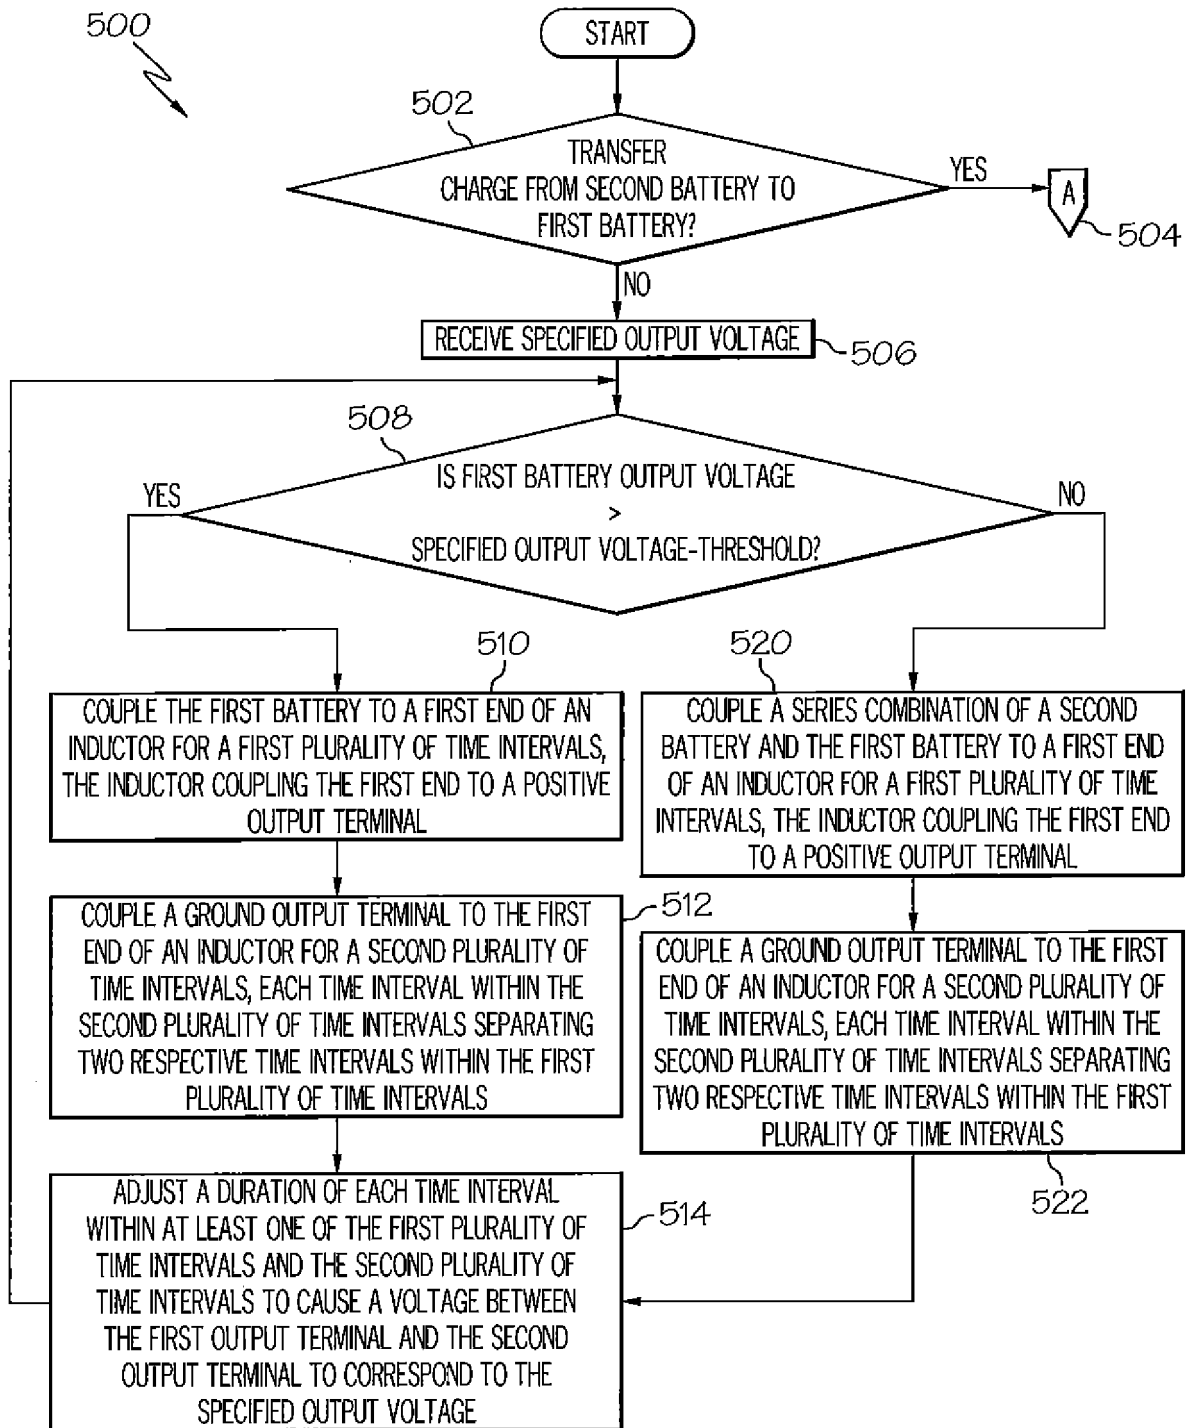 500
START
502
TRANSFER
CHARGE FROM SECOND BATTERY TO
FIRST BATTERY?
YES
A
504
NO
RECEIVE SPECIFIED OUTPUT VOLTAGE
506
508
IS FIRST BATTERY OUTPUT VOLTAGE
>
SPECIFIED OUTPUT VOLTAGE-THRESHOLD?
YES
NO
510
COUPLE THE FIRST BATTERY TO A FIRST END OF AN
INDUCTOR FOR A FIRST PLURALITY OF TIME INTERVALS,
THE INDUCTOR COUPLING THE FIRST END TO A POSITIVE
OUTPUT TERMINAL
520
COUPLE A SERIES COMBINATION OF A SECOND
BATTERY AND THE FIRST BATTERY TO A FIRST END
OF AN INDUCTOR FOR A FIRST PLURALITY OF TIME
INTERVALS, THE INDUCTOR COUPLING THE FIRST END
TO A POSITIVE OUTPUT TERMINAL
COUPLE A GROUND OUTPUT TERMINAL TO THE FIRST
END OF AN INDUCTOR FOR A SECOND PLURALITY OF
TIME INTERVALS, EACH TIME INTERVAL WITHIN THE
SECOND PLURALITY OF TIME INTERVALS SEPARATING
TWO RESPECTIVE TIME INTERVALS WITHIN THE FIRST
PLURALITY OF TIME INTERVALS
512
COUPLE A GROUND OUTPUT TERMINAL TO THE FIRST
END OF AN INDUCTOR FOR A SECOND PLURALITY OF
TIME INTERVALS, EACH TIME INTERVAL WITHIN THE
SECOND PLURALITY OF TIME INTERVALS SEPARATING
TWO RESPECTIVE TIME INTERVALS WITHIN THE FIRST
PLURALITY OF TIME INTERVALS
522
ADJUST A DURATION OF EACH TIME INTERVAL
WITHIN AT LEAST ONE OF THE FIRST PLURALITY OF
TIME INTERVALS AND THE SECOND PLURALITY OF
TIME INTERVALS TO CAUSE A VOLTAGE BETWEEN
THE FIRST OUTPUT TERMINAL AND THE SECOND
OUTPUT TERMINAL TO CORRESPOND TO THE
SPECIFIED OUTPUT VOLTAGE
514